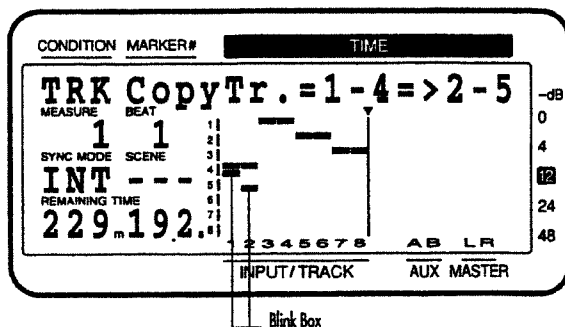 CONDITION MARKER# TIME
TRK CopyTr.=1-4=>2-5
MEASURE BEAT
1 1
SYNC MODE SCENE
INT ---
REMAINING TIME
229m192s
1
2
3
4
5
6
7
8
1 2 3 4 5 6 7 8 AB LR
INPUT/TRACK AUX MASTER
-dB
0
4
12
24
48
Blink Box